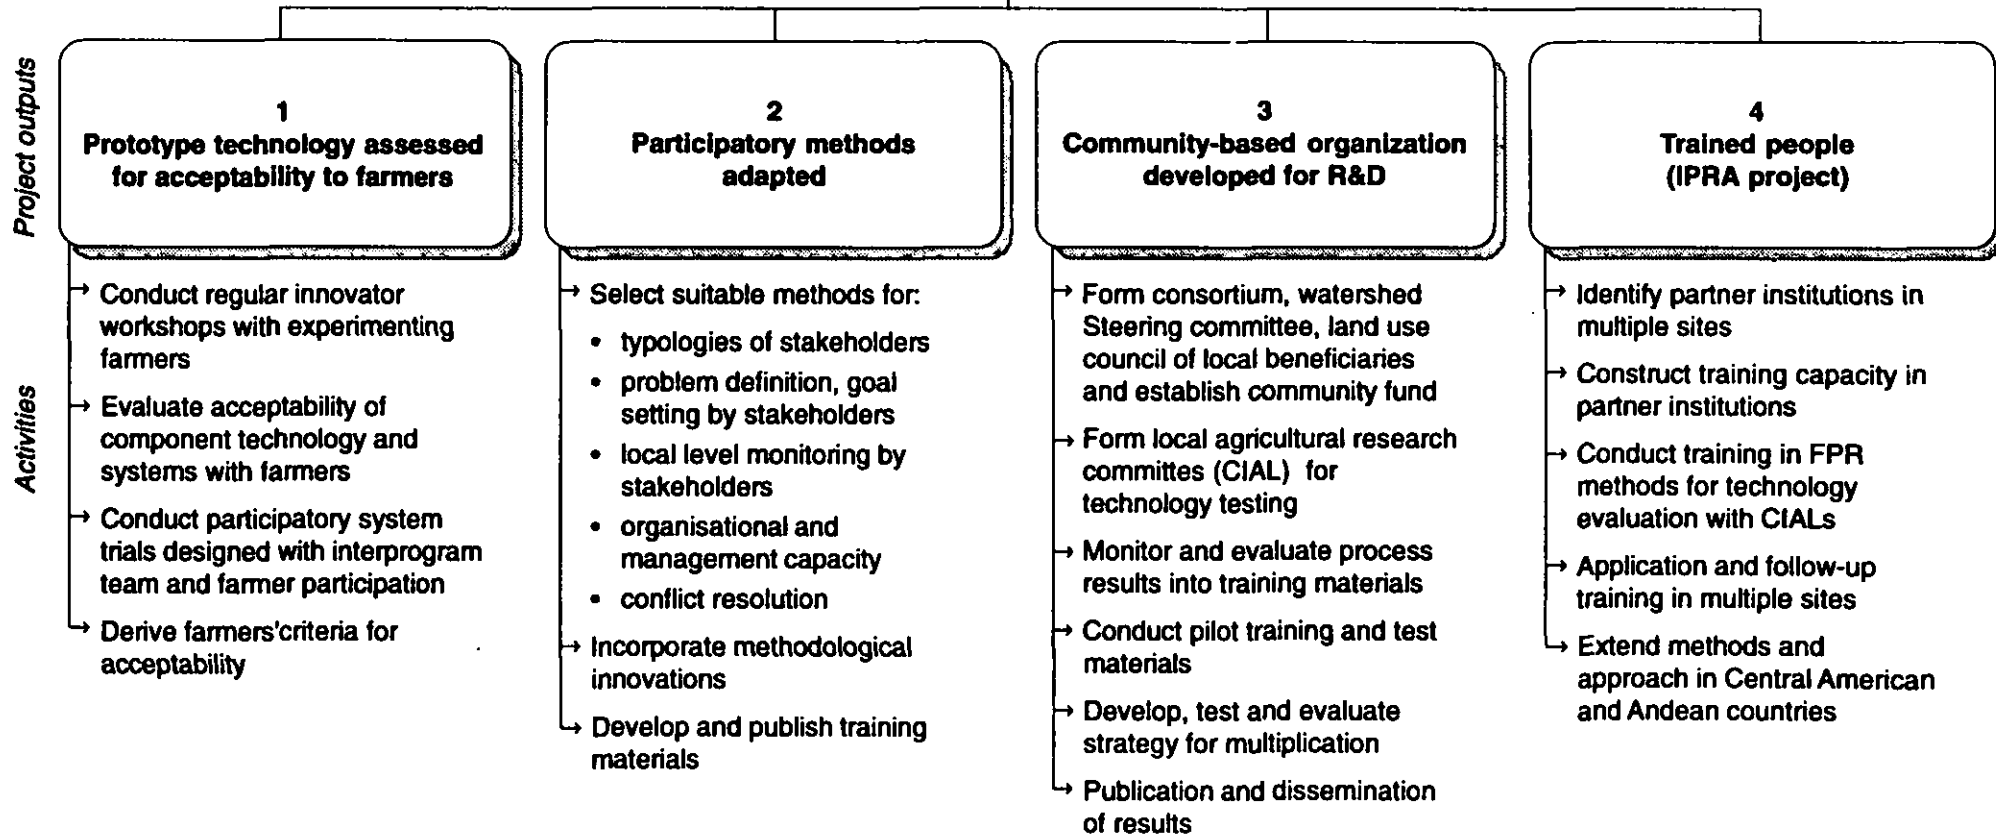 Project outputs
1
Prototype technology assessed
for acceptability to farmers
2
Participatory methods
adapted
3
Community-based organization
developed for R&D
4
Trained people
(IPRA project)
Activities
Conduct regular innovator
workshops with experimenting
farmers
Evaluate acceptability of
component technology and
systems with farmers
Conduct participatory system
trials designed with interprogram
team and farmer participation
Derive farmers'criteria for
acceptability
Select suitable methods for:
• typologies of stakeholders
• problem definition, goal
setting by stakeholders
• local level monitoring by
stakeholders
• organisational and
management capacity
• conflict resolution
Incorporate methodological
innovations
Develop and publish training
materials
Form consortium, watershed
Steering committee, land use
council of local beneficiaries
and establish community fund
Form local agricultural research
committes (CIAL) for
technology testing
Monitor and evaluate process
results into training materials
Conduct pilot training and test
materials
Develop, test and evaluate
strategy for multiplication
Publication and dissemination
of results
Identify partner institutions in
multiple sites
Construct training capacity in
partner institutions
Conduct training in FPR
methods for technology
evaluation with CIALs
Application and follow-up
training in multiple sites
Extend methods and
approach in Central American
and Andean countries